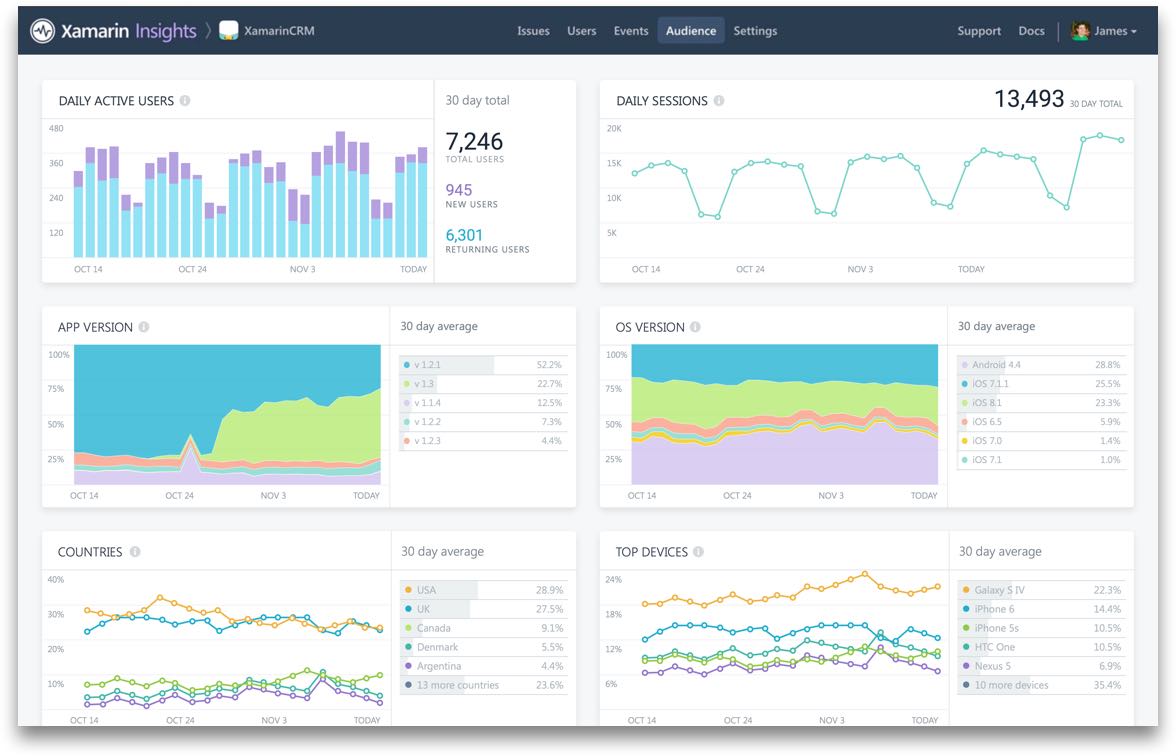 Xamarin Insights XamarinCRM Issues Users Events Audience Settings Support Docs James
DAILY ACTIVE USERS
30 day total
480
360
240
120
OCT 14 OCT 24 NOV 3 TODAY
7,246
TOTAL USERS
945
NEW USERS
6,301
RETURNING USERS
DAILY SESSIONS
13,493 30 DAY TOTAL
20K
15K
10K
5K
OCT 14 OCT 24 NOV 3 TODAY
APP VERSION
30 day average
100%
75%
50%
25%
OCT 14 OCT 24 NOV 3 TODAY
v 1.2.1 52.2%
v 1.3 22.7%
v 1.1.4 12.5%
v 1.2.2 7.3%
v 1.2.3 4.4%
OS VERSION
30 day average
100%
75%
50%
25%
OCT 14 OCT 24 NOV 3 TODAY
Android 4.4 28.8%
iOS 7.1.1 25.5%
iOS 8.1 23.3%
iOS 6.5 5.9%
iOS 7.0 1.4%
iOS 7.1 1.0%
COUNTRIES
30 day average
40%
30%
20%
10%
OCT 14 OCT 24 NOV 3 TODAY
USA 28.9%
UK 27.5%
Canada 9.1%
Denmark 5.5%
Argentina 4.4%
13 more countries 23.6%
TOP DEVICES
30 day average
24%
18%
12%
6%
OCT 14 OCT 24 NOV 3 TODAY
Galaxy S IV 22.3%
iPhone 6 14.4%
iPhone 5s 10.5%
HTC One 10.5%
Nexus 5 6.9%
10 more devices 35.4%